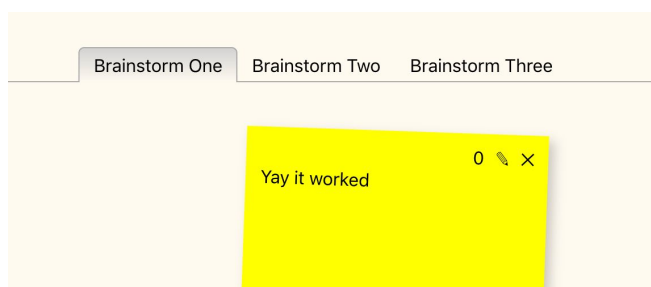 Brainstorm One Brainstorm Two Brainstorm Three
0 ✎ ×
Yay it worked